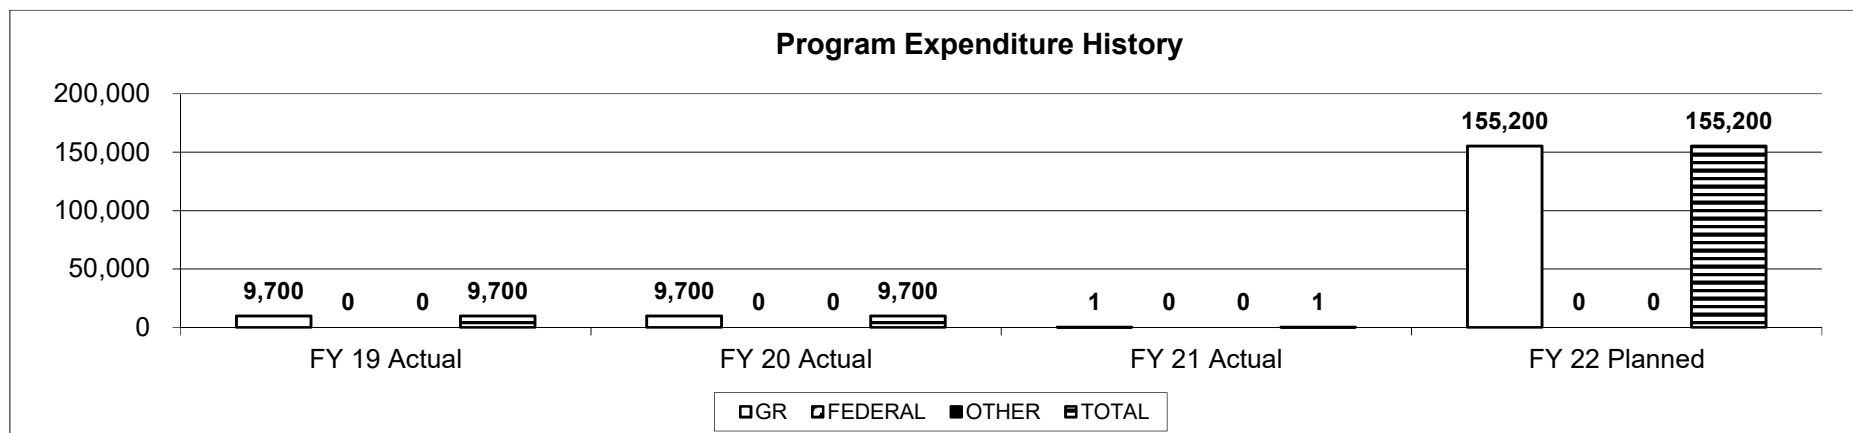 Program Expenditure History
200,000
155,200 155,200
150,000
100,000
50,000
9,700 0 0 9,700 9,700 0 0 9,700 1 0 0 1 0 0
0
FY 19 Actual FY 20 Actual FY 21 Actual FY 22 Planned
GR FEDERAL OTHER TOTAL